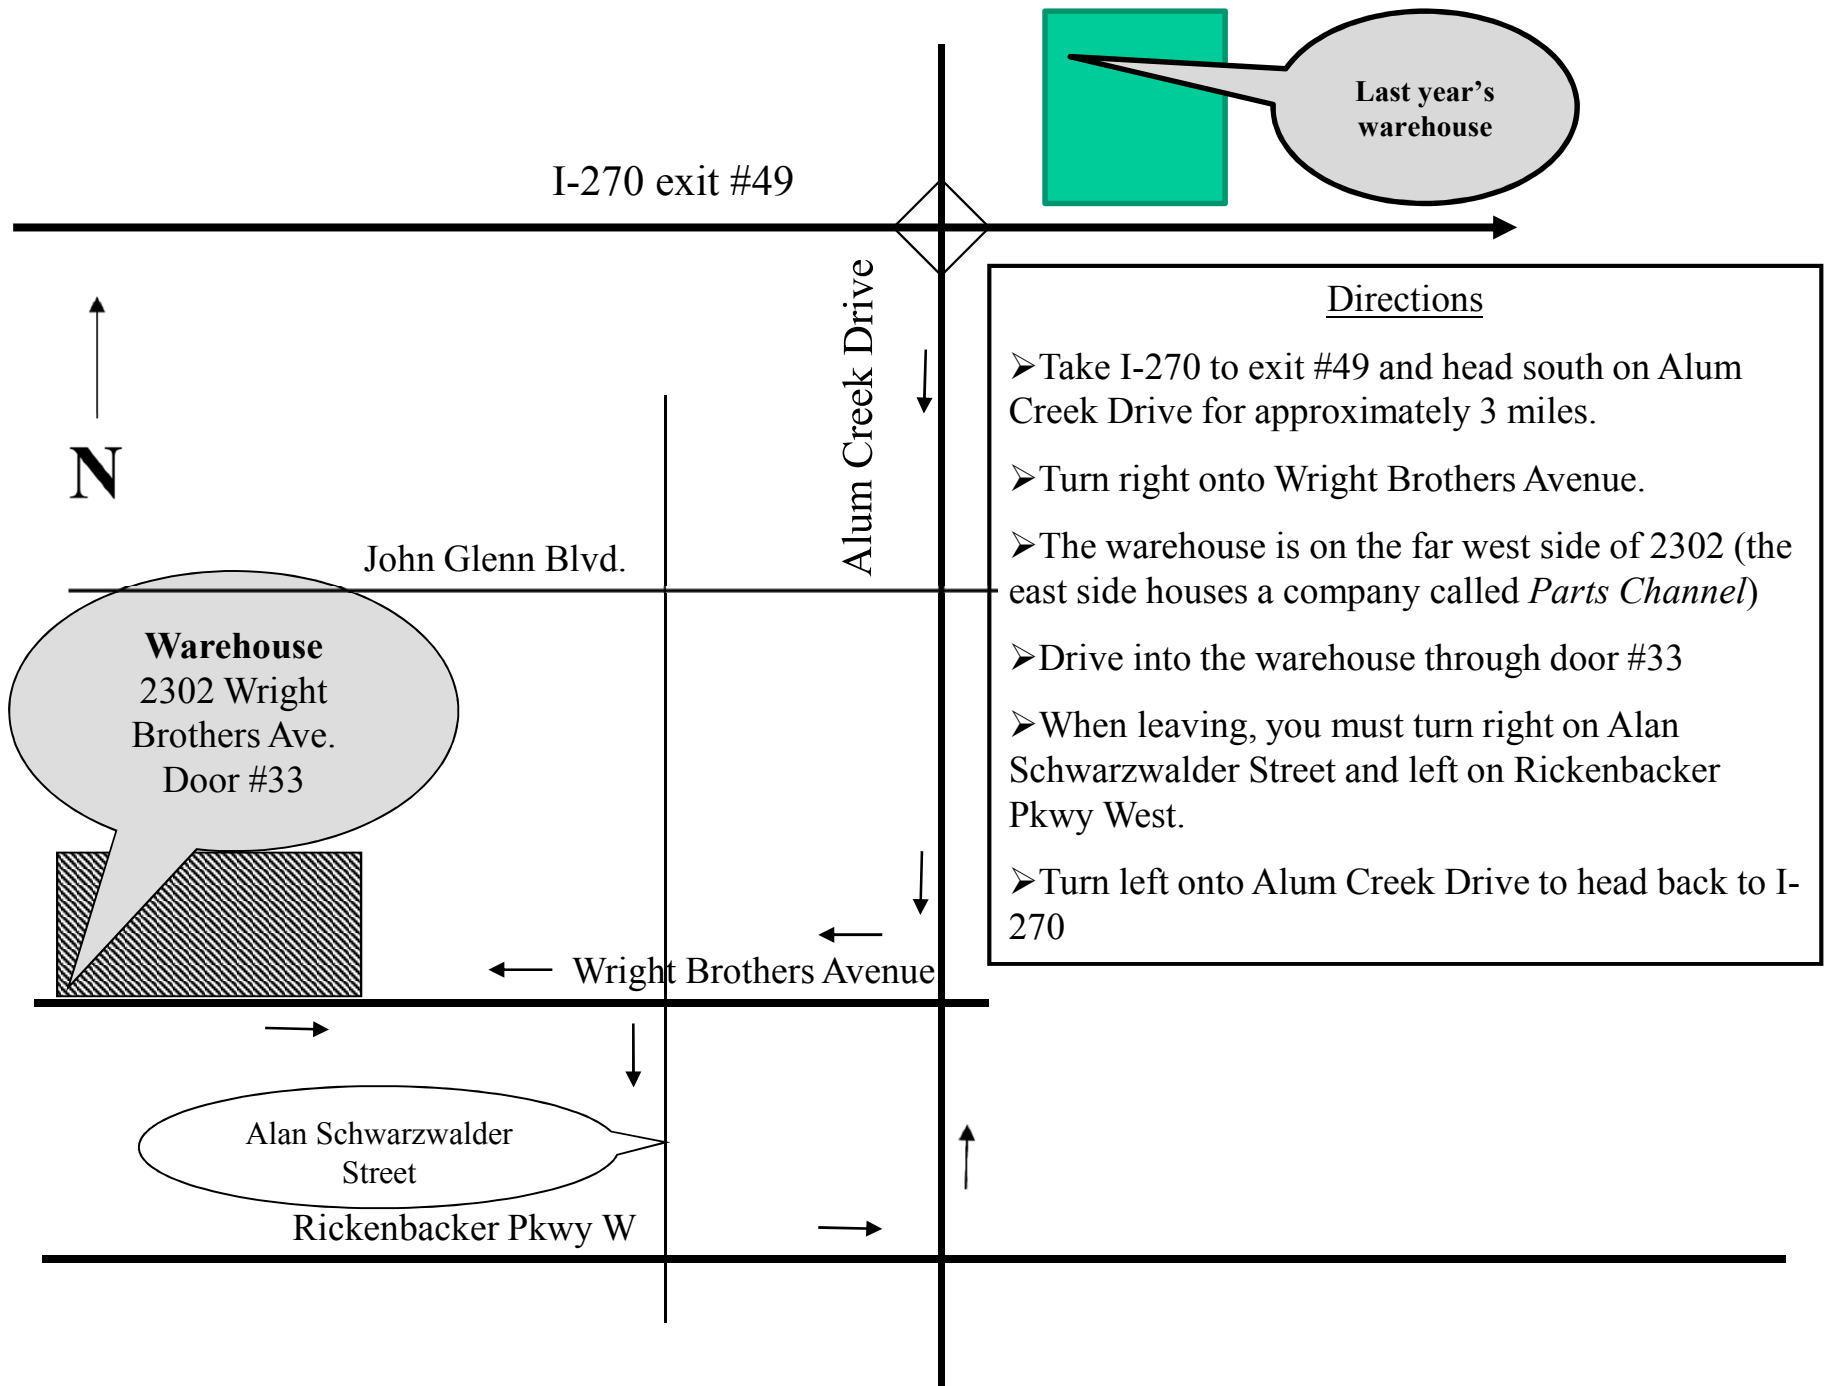 Last year’s
warehouse
I-270 exit #49
Alum Creek Drive
N
John Glenn Blvd.
Warehouse
2302 Wright
Brothers Ave.
Door #33
Directions
➢Take I-270 to exit #49 and head south on Alum
Creek Drive for approximately 3 miles.
➢Turn right onto Wright Brothers Avenue.
➢The warehouse is on the far west side of 2302 (the
east side houses a company called Parts Channel)
➢Drive into the warehouse through door #33
➢When leaving, you must turn right on Alan
Schwarzwalder Street and left on Rickenbacker
Pkwy West.
➢Turn left onto Alum Creek Drive to head back to I-
270
Wright Brothers Avenue
Alan Schwarzwalder
Street
Rickenbacker Pkwy W